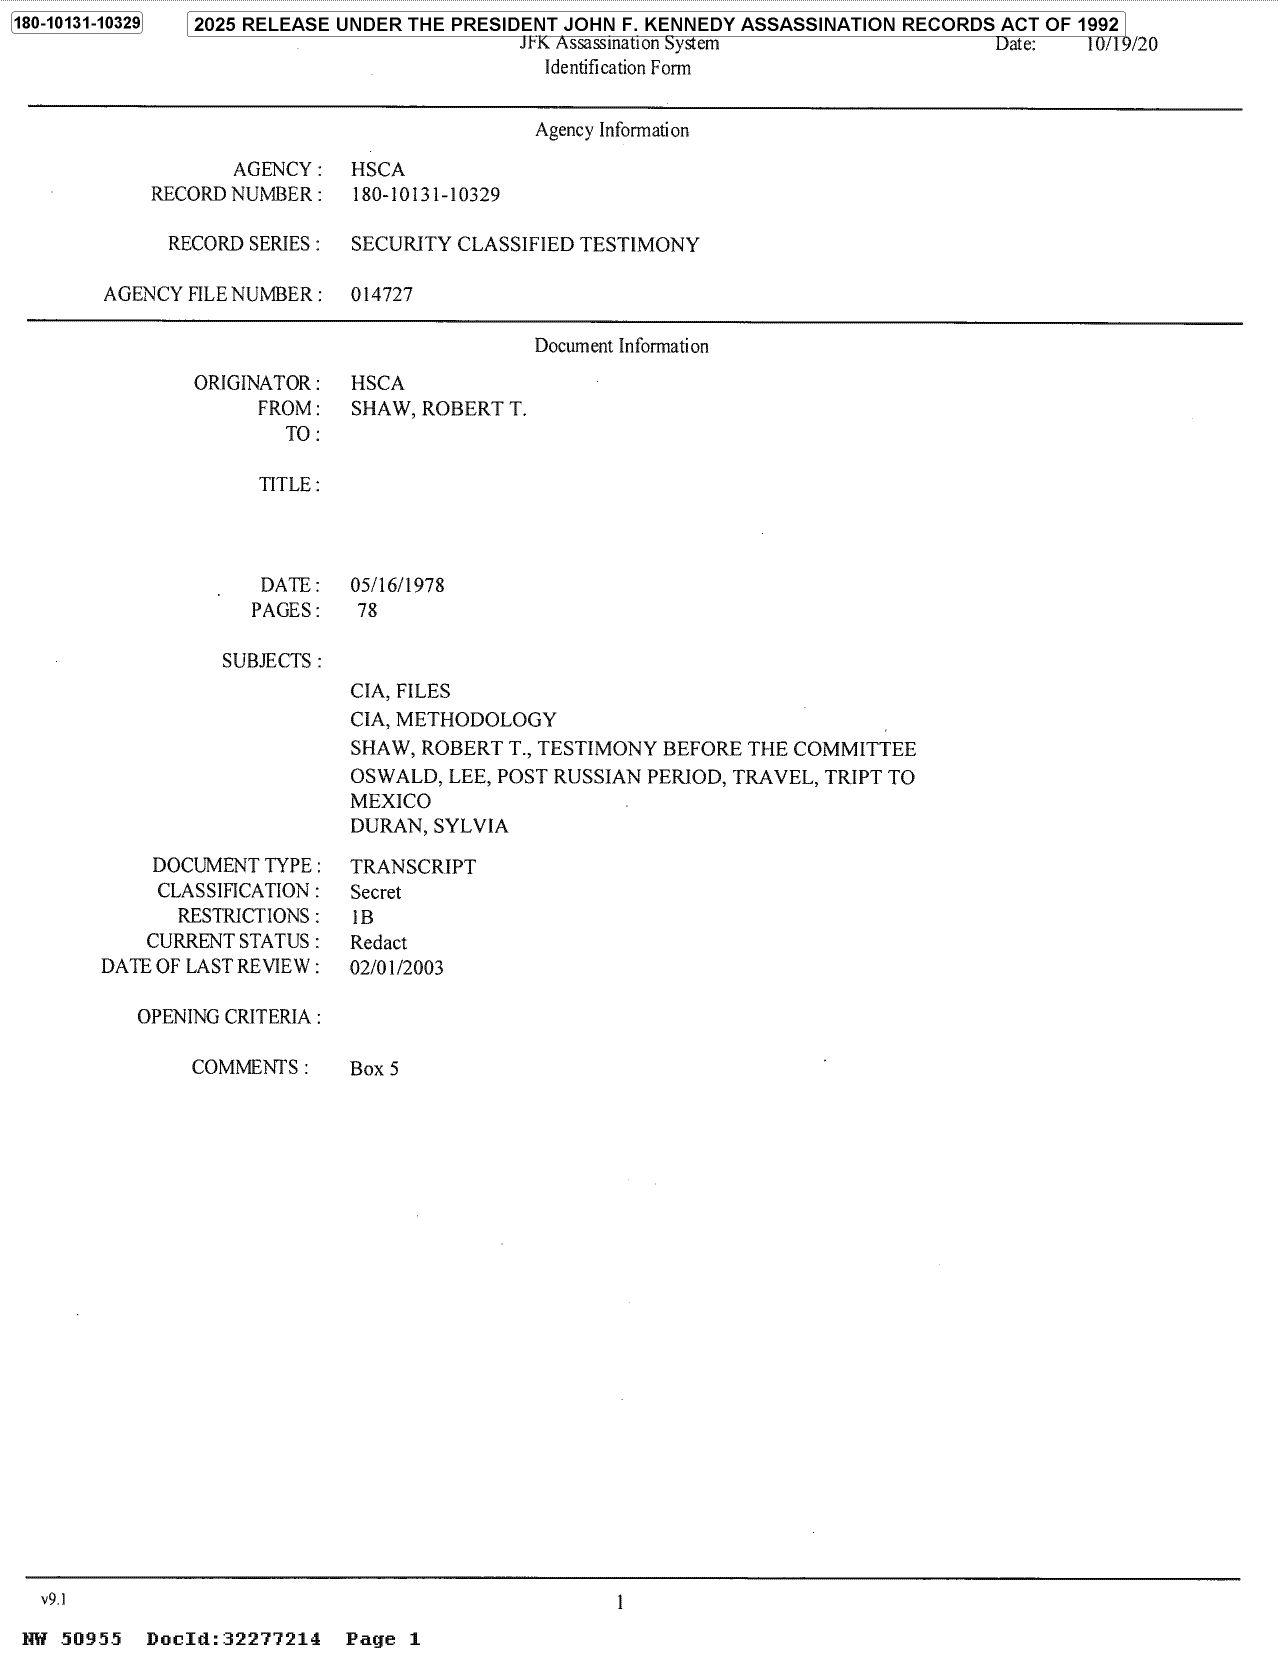 180-10131-10329
2025 RELEASE UNDER THE PRESIDENT JOHN F. KENNEDY ASSASSINATION RECORDS ACT OF 1992
JFK Assassination System Date: 10/19/20
Identification Form
Agency Information
AGENCY : HSCA
RECORD NUMBER : 180-10131-10329
RECORD SERIES : SECURITY CLASSIFIED TESTIMONY
AGENCY FILE NUMBER : 014727
Document Information
ORIGINATOR : HSCA
FROM : SHAW, ROBERT T.
TO :
TITLE :
DATE : 05/16/1978
PAGES : 78
SUBJECTS :
CIA, FILES
CIA, METHODOLOGY
SHAW, ROBERT T., TESTIMONY BEFORE THE COMMITTEE
OSWALD, LEE, POST RUSSIAN PERIOD, TRAVEL, TRIPT TO
MEXICO
DURAN, SYLVIA
DOCUMENT TYPE : TRANSCRIPT
CLASSIFICATION : Secret
RESTRICTIONS : 1B
CURRENT STATUS : Redact
DATE OF LAST REVIEW : 02/01/2003
OPENING CRITERIA :
COMMENTS : Box 5
v9.1 1
NW 50955 DocId:32277214 Page 1